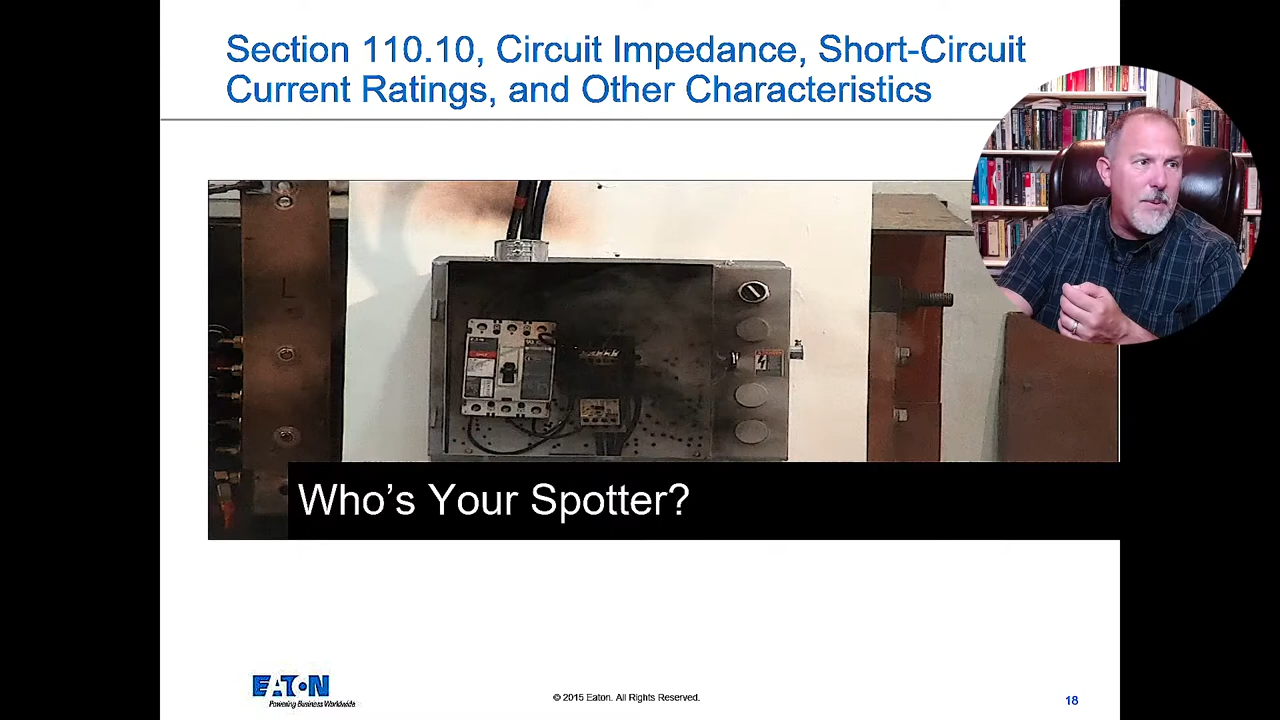 Section 110.10, Circuit Impedance, Short-Circuit
Current Ratings, and Other Characteristics
L
Who's Your Spotter?
EATON
Powering Business Worldwide
© 2015 Eaton. All Rights Reserved.
18